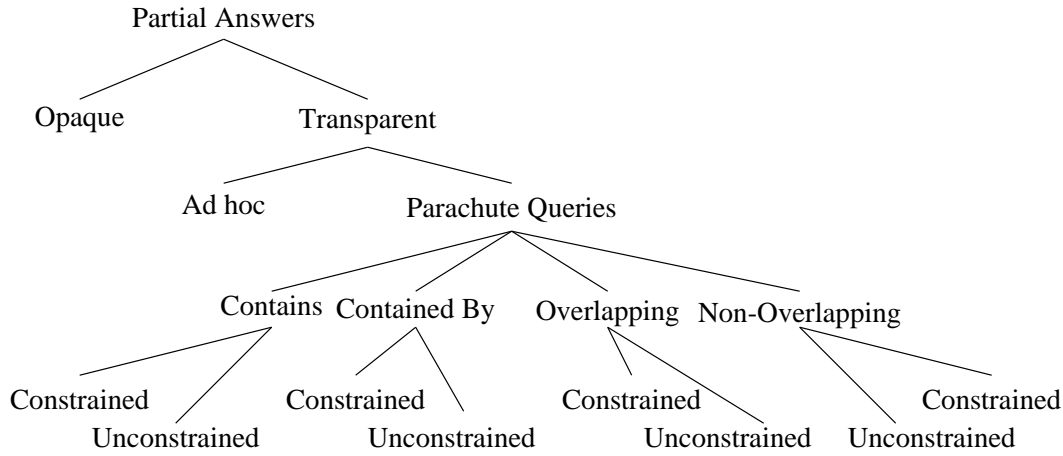 Partial Answers
Opaque Transparent
Ad hoc Parachute Queries
Contains Contained By Overlapping Non-Overlapping
Constrained Constrained Constrained Constrained
Unconstrained Unconstrained Unconstrained Unconstrained